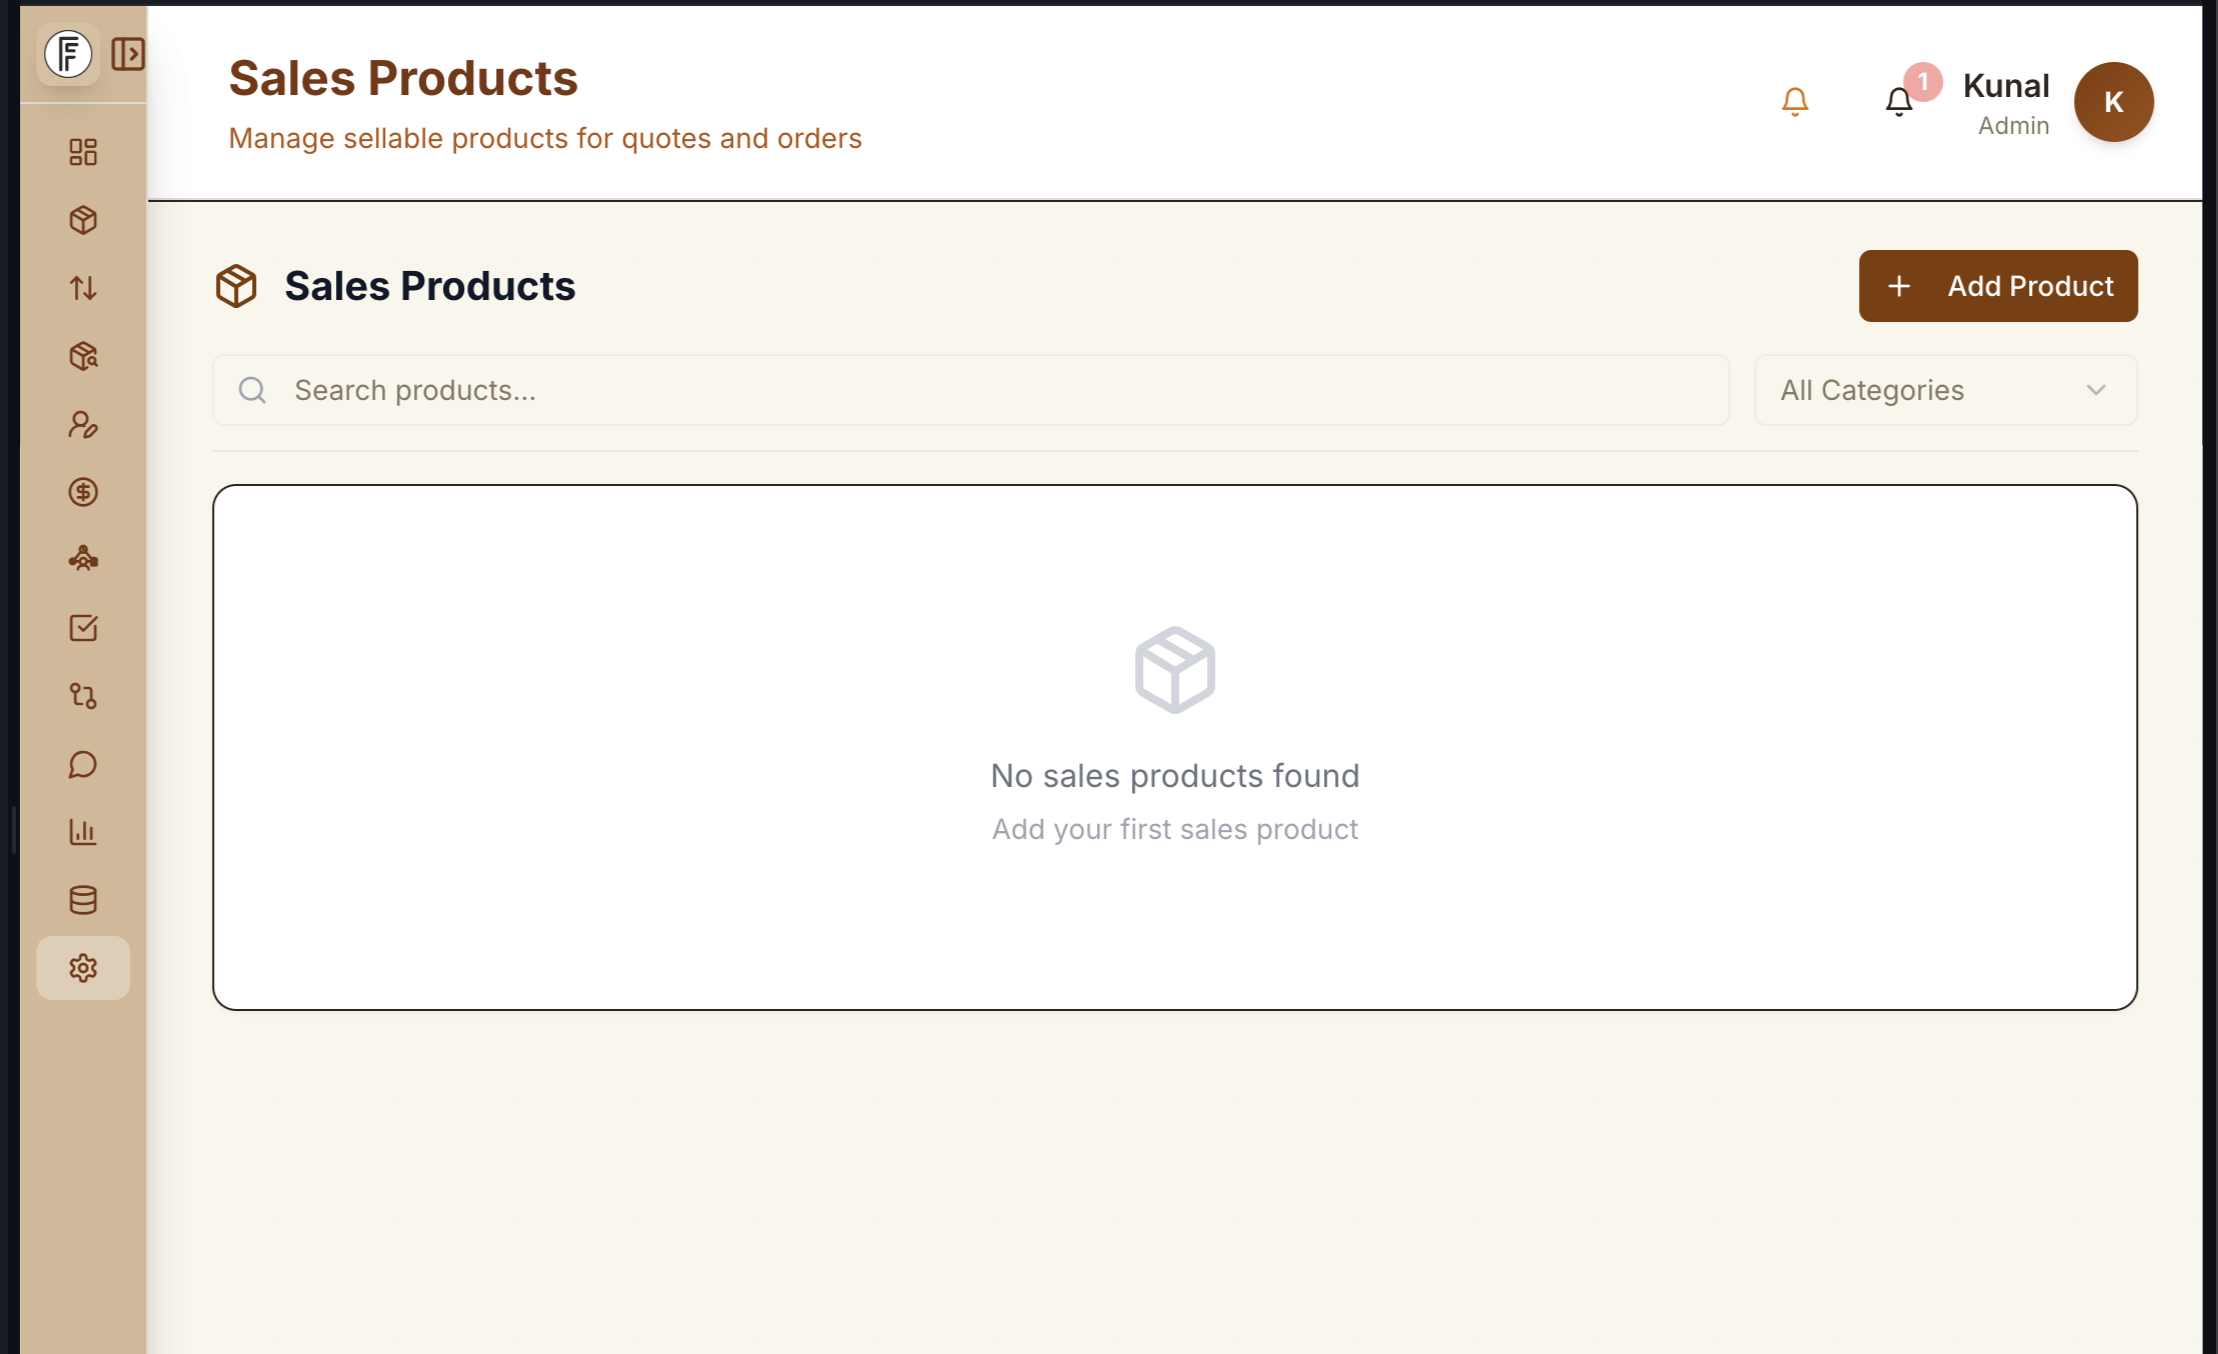 Sales Products
Manage sellable products for quotes and orders
1
Kunal
Admin
K
Sales Products
Add Product
Search products...
All Categories
No sales products found
Add your first sales product